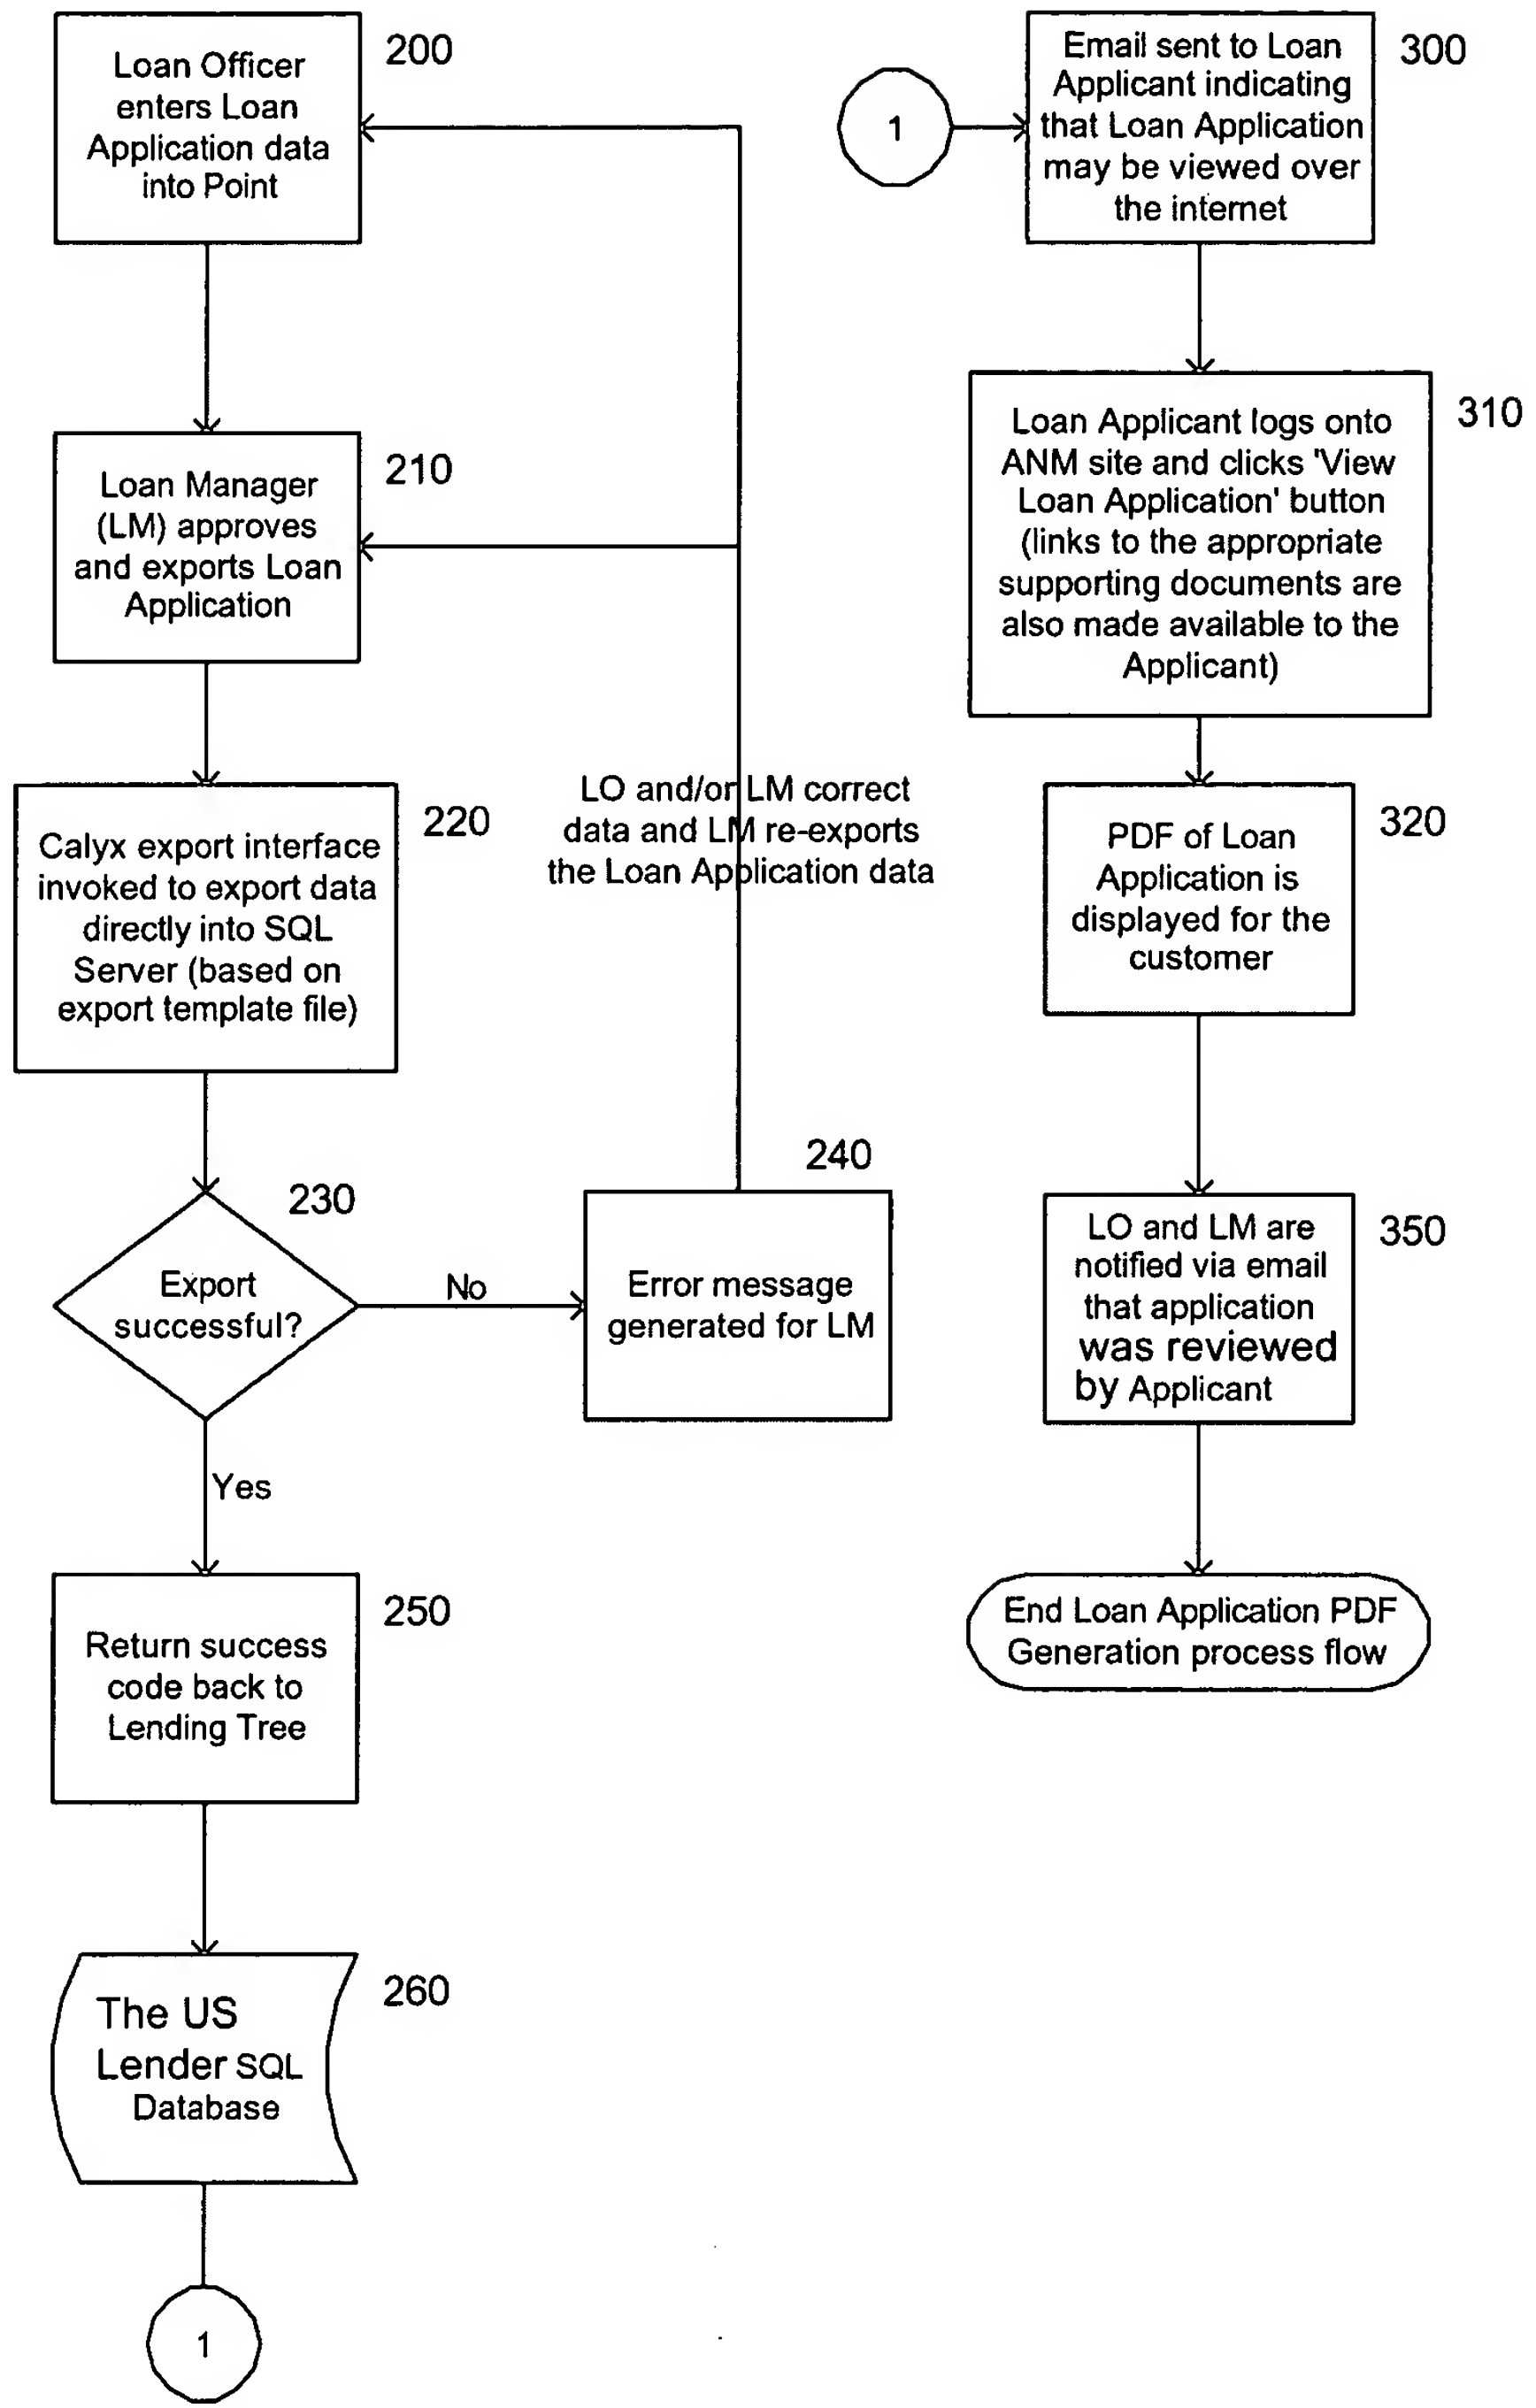 Loan Officer
enters Loan
Application data
into Point
200
Loan Manager
(LM) approves
and exports Loan
Application
210
Calyx export interface
invoked to export data
directly into SQL
Server (based on
export template file)
220
LO and/or LM correct
data and LM re-exports
the Loan Application data
230
Export
successful?
No
240
Error message
generated for LM
Yes
Return success
code back to
Lending Tree
250
The US
Lender SQL
Database
260
1
1
Email sent to Loan
Applicant indicating
that Loan Application
may be viewed over
the internet
300
Loan Applicant logs onto
ANM site and clicks 'View
Loan Application' button
(links to the appropriate
supporting documents are
also made available to the
Applicant)
310
PDF of Loan
Application is
displayed for the
customer
320
LO and LM are
notified via email
that application
was reviewed
by Applicant
350
End Loan Application PDF
Generation process flow